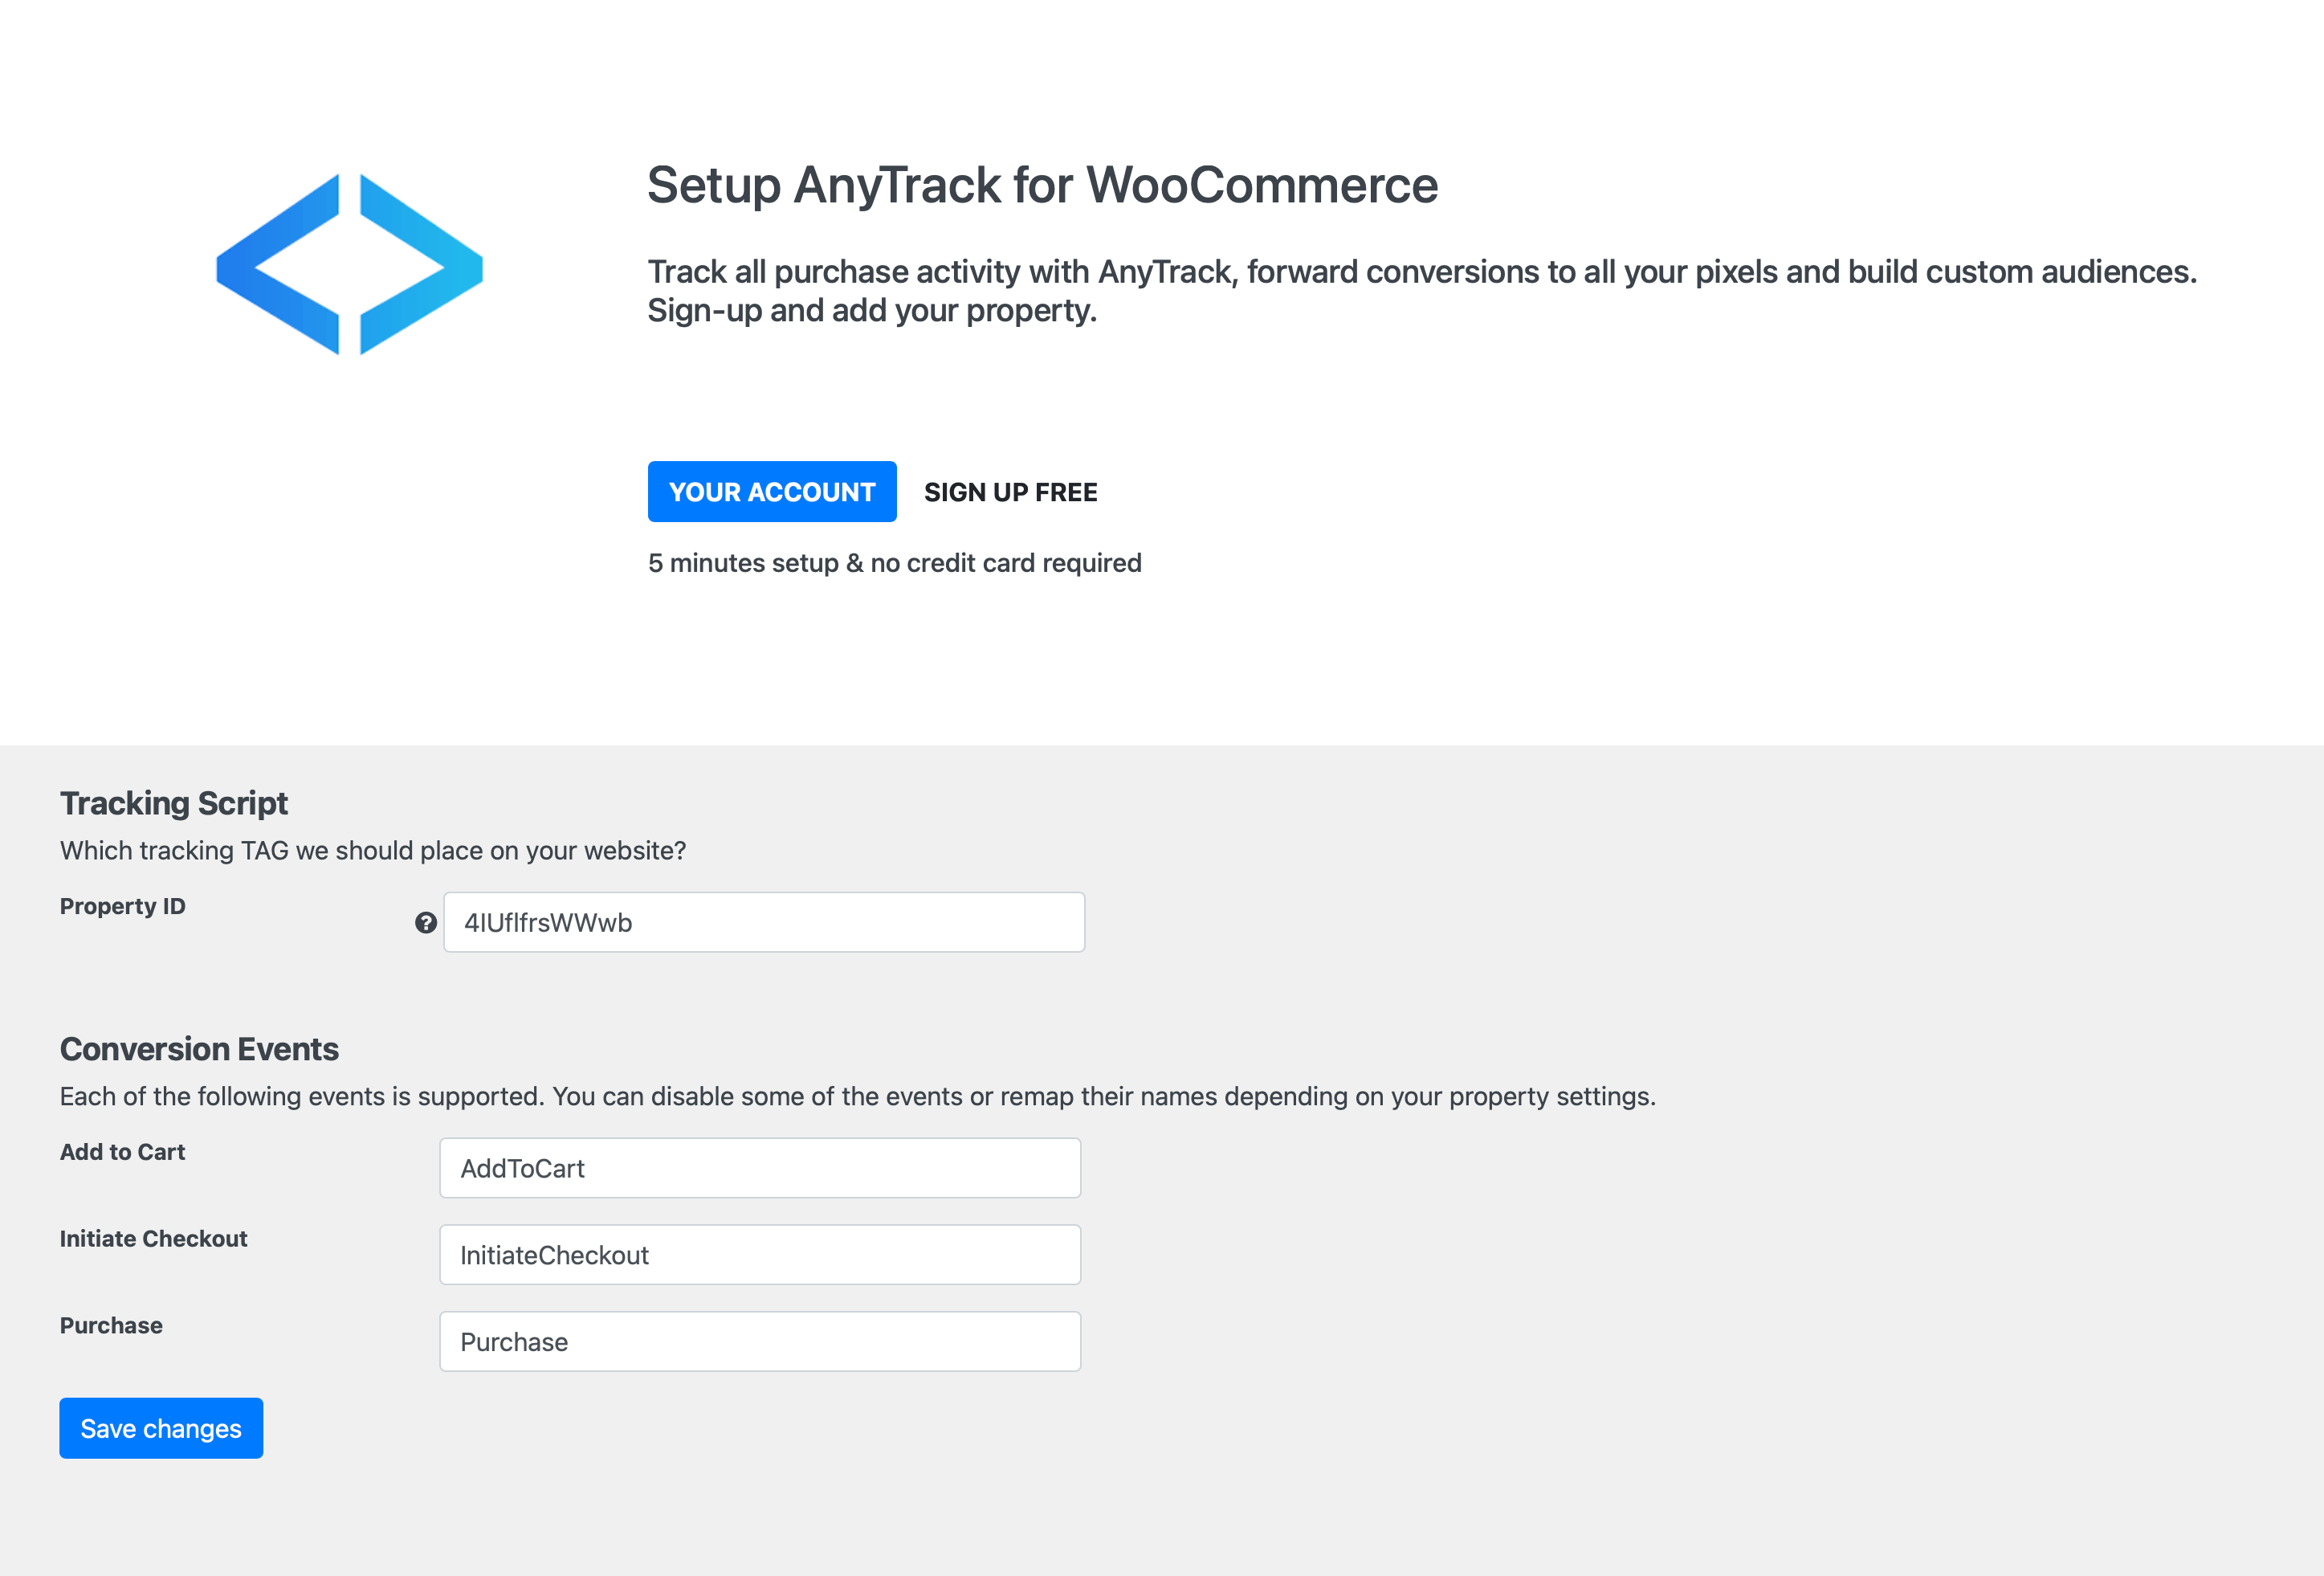 Setup AnyTrack for WooCommerce
Track all purchase activity with AnyTrack, forward conversions to all your pixels and build custom audiences.
Sign-up and add your property.
YOUR ACCOUNT SIGN UP FREE
5 minutes setup & no credit card required
Tracking Script
Which tracking TAG we should place on your website?
Property ID
4IUflfrsWWwb
Conversion Events
Each of the following events is supported. You can disable some of the events or remap their names depending on your property settings.
Add to Cart
AddToCart
Initiate Checkout
InitiateCheckout
Purchase
Purchase
Save changes